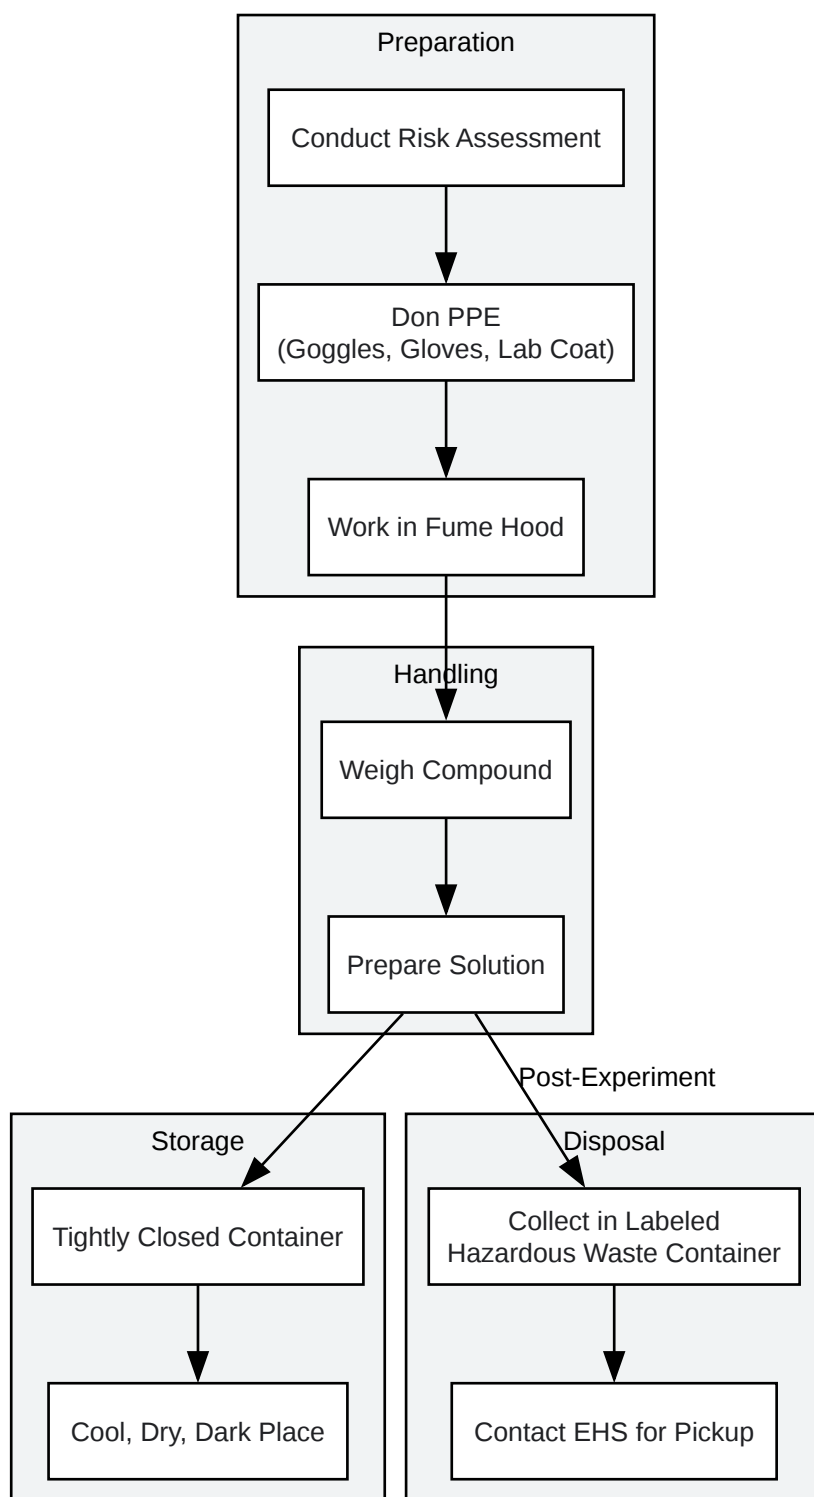 Preparation
Conduct Risk Assessment
Don PPE
(Goggles, Gloves, Lab Coat)
Work in Fume Hood
Handling
Weigh Compound
Prepare Solution
Post-Experiment
Storage
Tightly Closed Container
Cool, Dry, Dark Place
Disposal
Collect in Labeled
Hazardous Waste Container
Contact EHS for Pickup